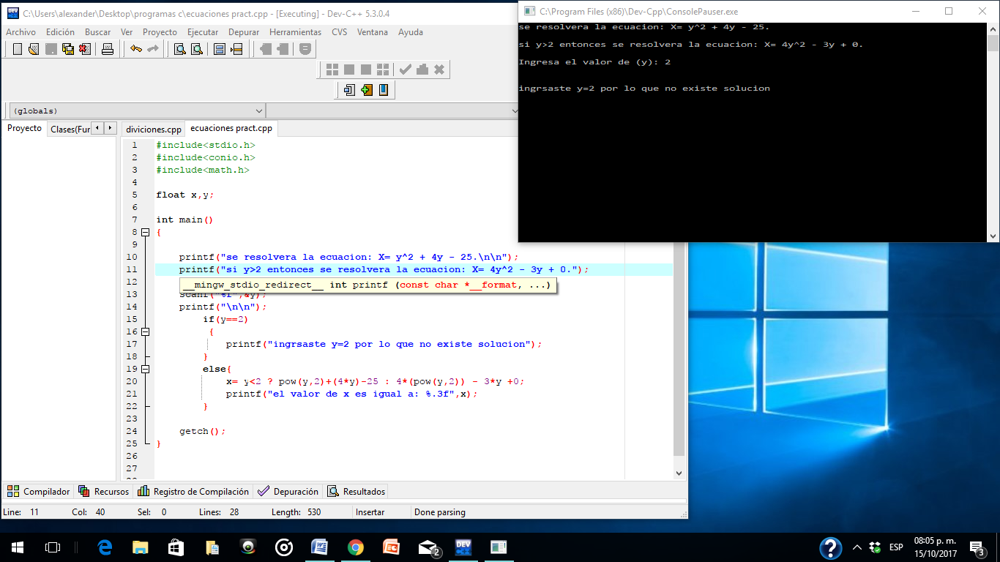 C:\Users\alexander\Desktop\programas c\ecuaciones pract.cpp - [Executing] - Dev-C++ 5.3.0.4
Archivo Edición Buscar Ver Proyecto Ejecutar Depurar Herramientas CVS Ventana Ayuda
(globals)
Proyecto Clases(Fur diviciones.cpp ecuaciones pract.cpp
1 #include<stdio.h>
2 #include<conio.h>
3 #include<math.h>
4
5 float x,y;
6
7 int main()
8 {
9
10 printf("se resolvera la ecuacion: X= y^2 + 4y - 25.\n\n");
11 printf("si y>2 entonces se resolvera la ecuacion: X= 4y^2 - 3y + 0.");
12 __mingw_stdio_redirect__ int printf (const char *__format, ...)
13 scanf("%f",&y);
14 printf("\n\n");
15 if(y==2)
16 {
17 printf("ingrsaste y=2 por lo que no existe solucion");
18 }
19 else{
20 x= y<2 ? pow(y,2)+(4*y)-25 : 4*(pow(y,2)) - 3*y +0;
21 printf("el valor de x es igual a: %.3f",x);
22 }
23
24 getch();
25 }
26
27
Compilador Recursos Registro de Compilación Depuración Resultados
Line: 11 Col: 40 Sel: 0 Lines: 28 Length: 530 Insertar Done parsing
C:\Program Files (x86)\Dev-Cpp\ConsolePauser.exe
se resolvera la ecuacion: X= y^2 + 4y - 25.
si y>2 entonces se resolvera la ecuacion: X= 4y^2 - 3y + 0.
Ingresa el valor de (y): 2
ingrsaste y=2 por lo que no existe solucion
ESP
08:05 p. m.
15/10/2017
2
3